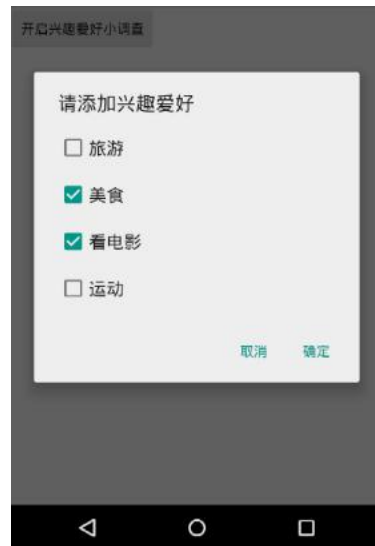 开启兴趣爱好小调查
请添加兴趣爱好
旅游
美食
看电影
运动
取消 确定